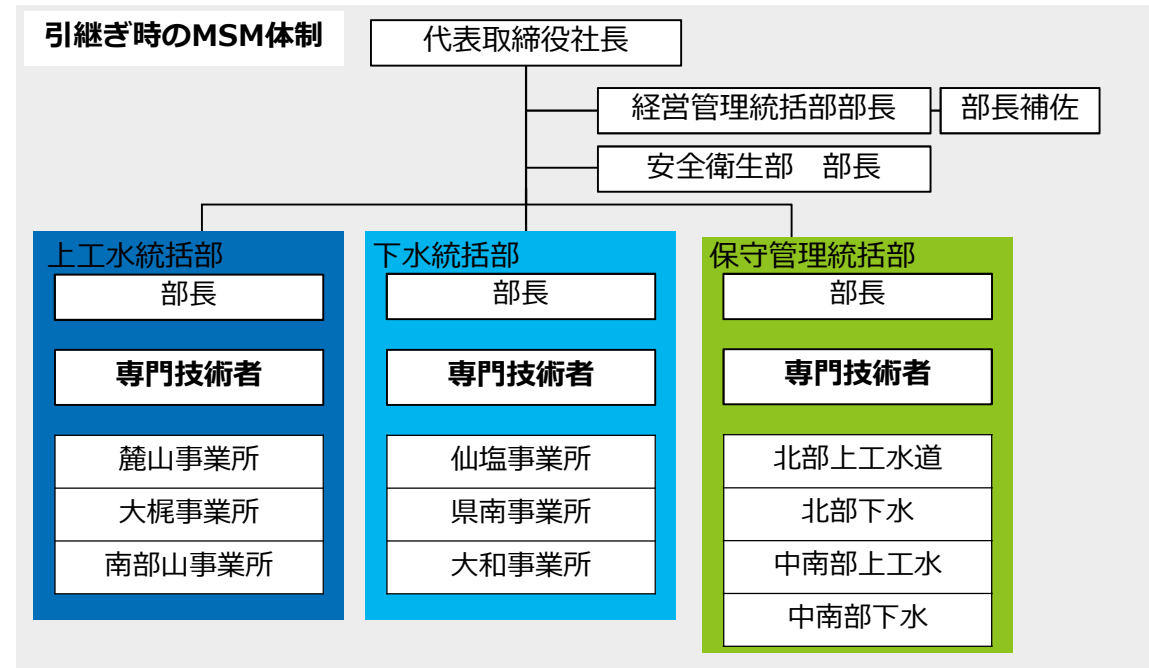 引継ぎ時のMSM体制
代表取締役社長
経営管理統括部部長
部長補佐
安全衛生部　部長
上工水統括部
部長
専門技術者
麓山事業所
大梶事業所
南部山事業所
下水統括部
部長
専門技術者
仙塩事業所
県南事業所
大和事業所
保守管理統括部
部長
専門技術者
北部上工水道
北部下水
中南部上工水
中南部下水